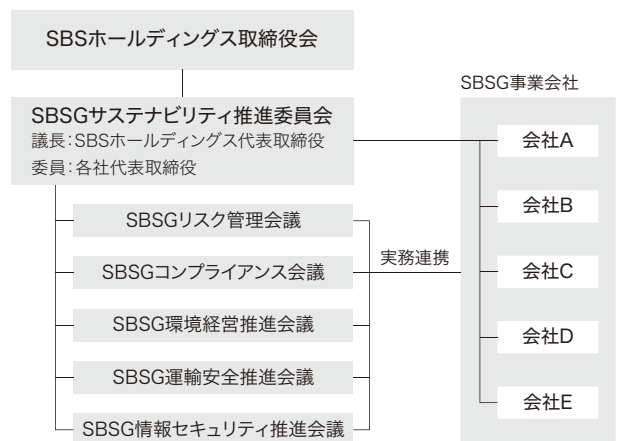 SBSホールディングス取締役会
SBSGサステナビリティ推進委員会
議長：SBSホールディングス代表取締役
委員：各社代表取締役
SBSGリスク管理会議
SBSGコンプライアンス会議
SBSG環境経営推進会議
SBSG運輸安全推進会議
SBSG情報セキュリティ推進会議
実務連携
SBSG事業会社
会社A
会社B
会社C
会社D
会社E